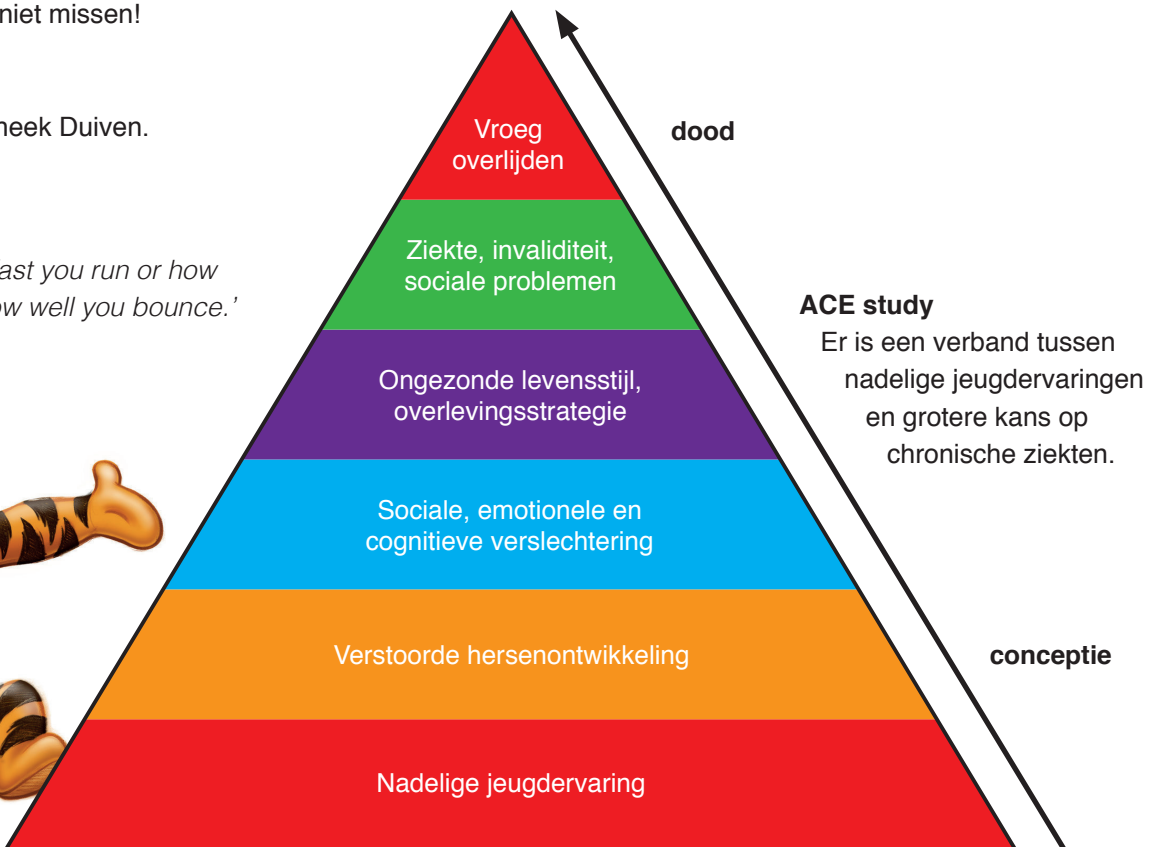 niet missen!
neek Duiven.
ast you run or how
ow well you bounce.’
Vroeg
overlijden
Ziekte, invaliditeit,
sociale problemen
Ongezonde levensstijl,
overlevingsstrategie
Sociale, emotionele en
cognitieve verslechtering
Verstoorde hersenontwikkeling
Nadelige jeugdervaring
dood
ACE study
Er is een verband tussen
nadelige jeugdervaringen
en grotere kans op
chronische ziekten.
conceptie